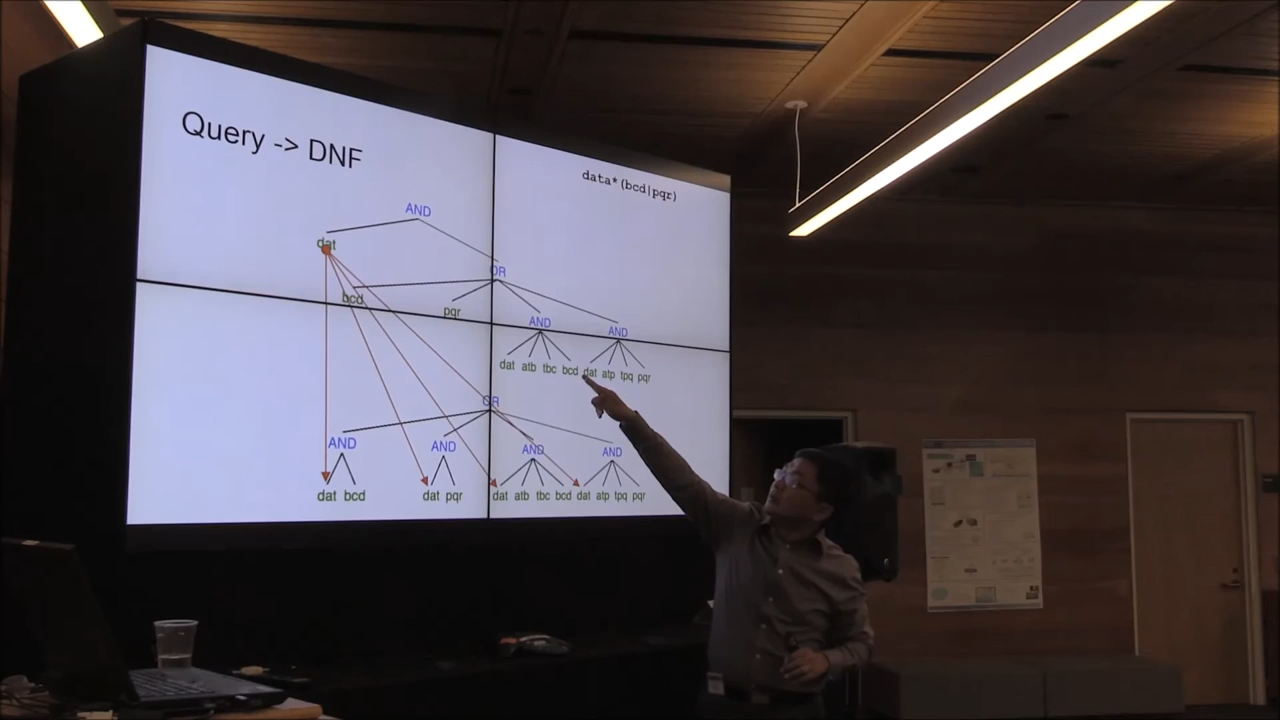 Query -> DNF
data*(bcd|pqr)
AND
dat
OR
bcd
pqr
AND AND
dat atb tbc bcd dat atp tpq pqr
OR
AND AND AND AND
dat bcd dat pqr dat atb tbc bcd dat atp tpq pqr